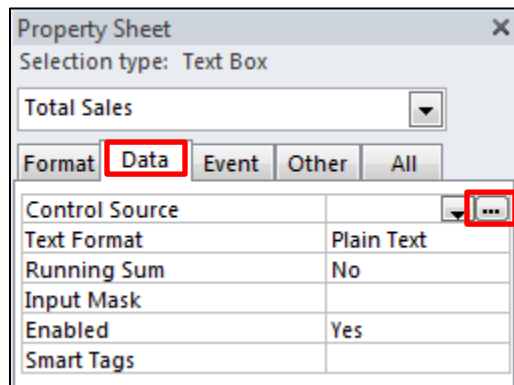 Property Sheet
Selection type: Text Box
Total Sales
Format Data Event Other All
Control Source ...
Text Format Plain Text
Running Sum No
Input Mask
Enabled Yes
Smart Tags